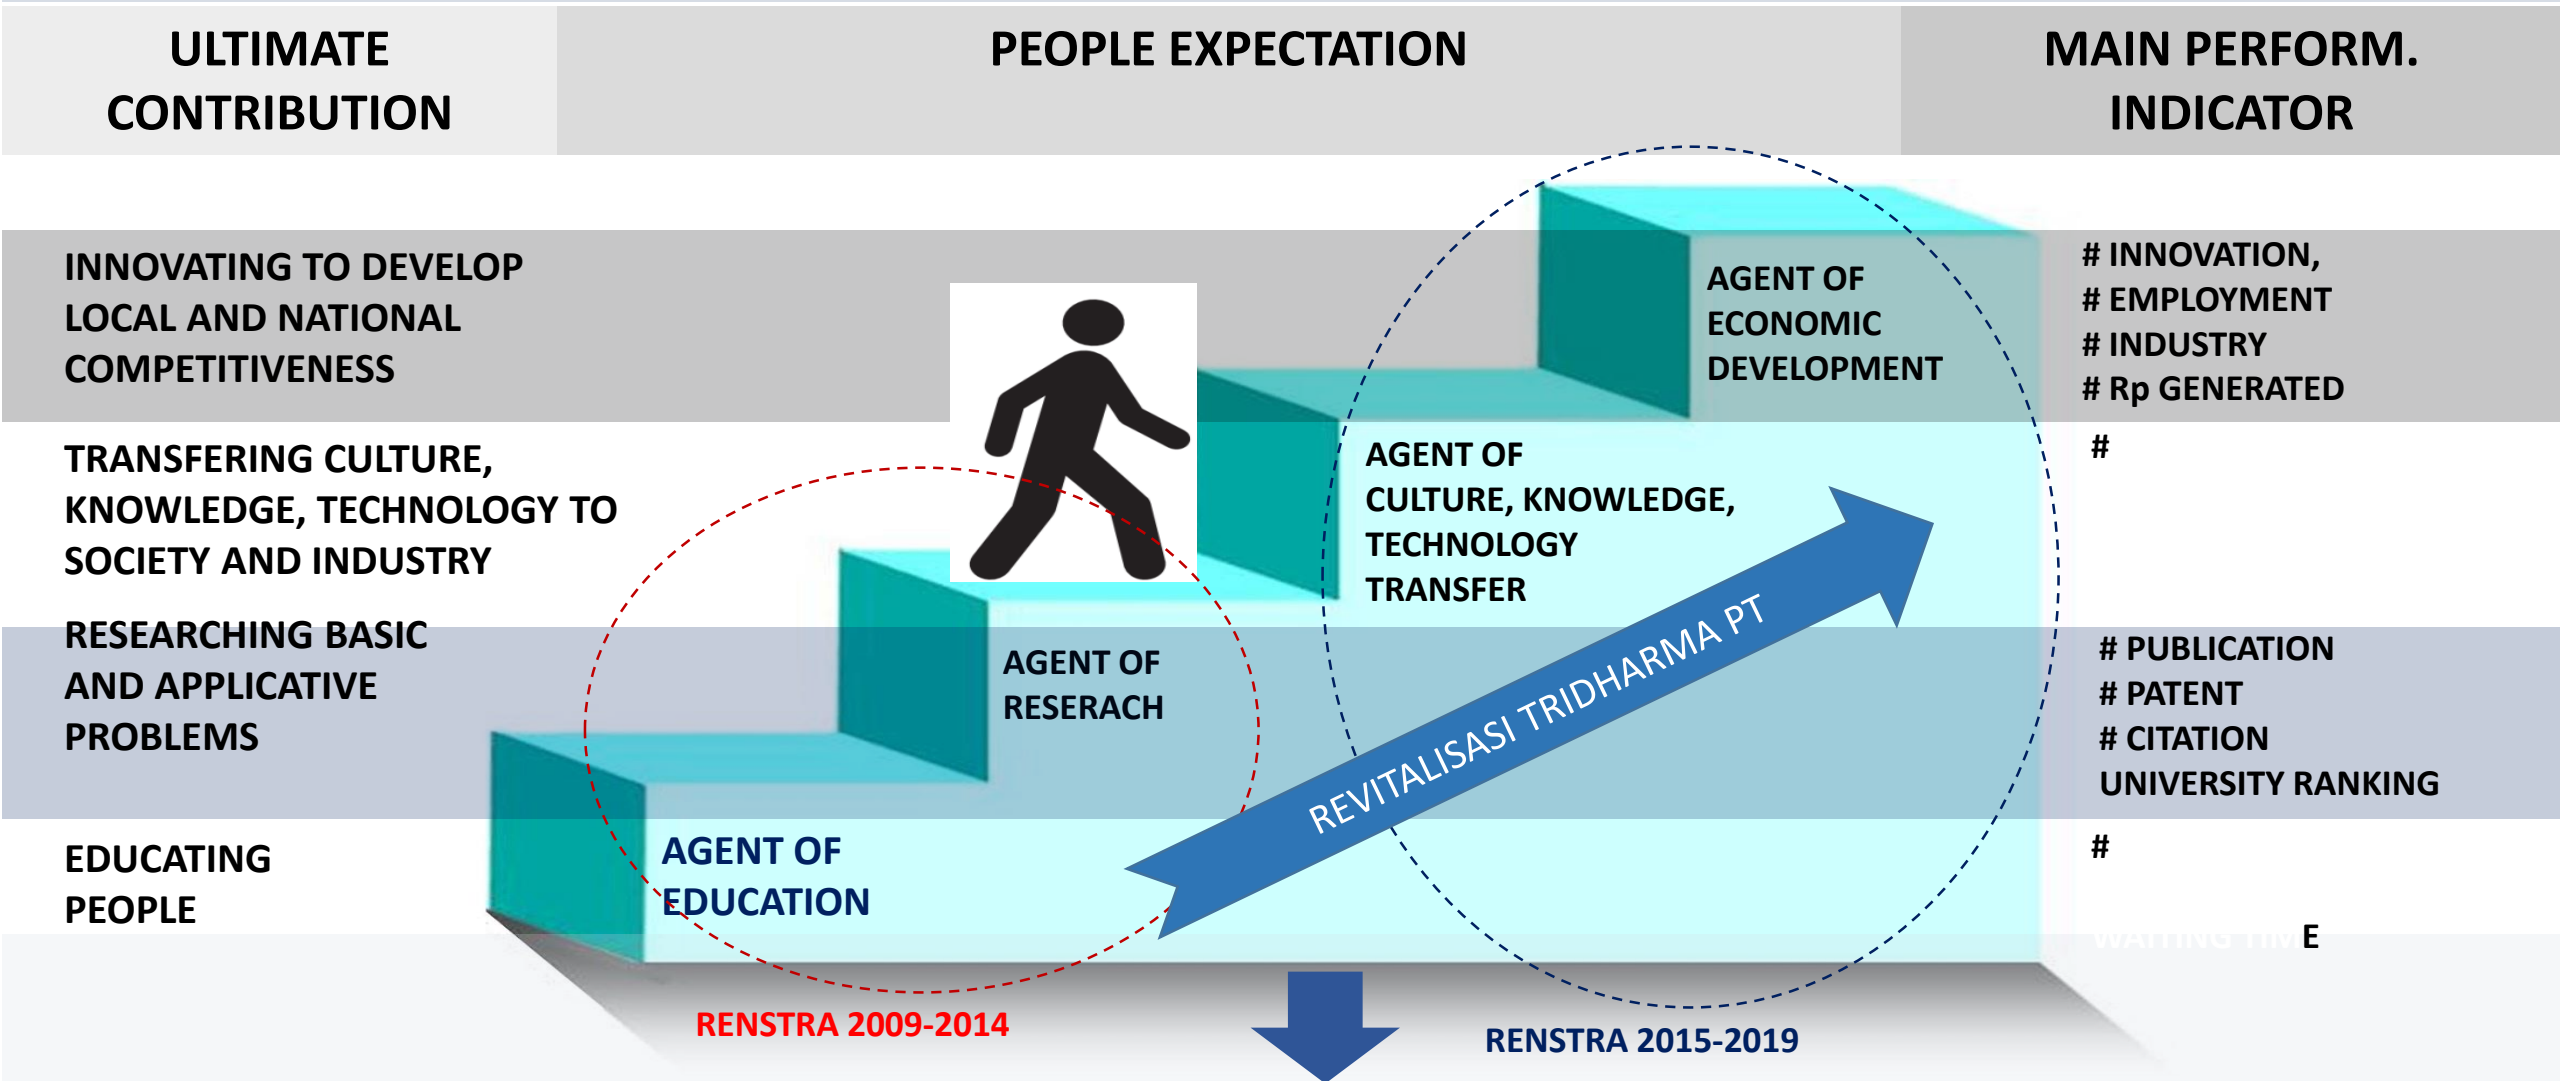 ULTIMATE
CONTRIBUTION
PEOPLE EXPECTATION
MAIN PERFORM.
INDICATOR
INNOVATING TO DEVELOP
LOCAL AND NATIONAL
COMPETITIVENESS
AGENT OF
ECONOMIC
DEVELOPMENT
# INNOVATION,
# EMPLOYMENT
# INDUSTRY
# Rp GENERATED
TRANSFERING CULTURE,
KNOWLEDGE, TECHNOLOGY TO
SOCIETY AND INDUSTRY
AGENT OF
CULTURE, KNOWLEDGE,
TECHNOLOGY
TRANSFER
#
RESEARCHING BASIC
AND APPLICATIVE
PROBLEMS
AGENT OF
RESERACH
REVITALISASI TRIDHARMA PT
# PUBLICATION
# PATENT
# CITATION
UNIVERSITY RANKING
EDUCATING
PEOPLE
AGENT OF
EDUCATION
#
WAITING TIME
RENSTRA 2009-2014
RENSTRA 2015-2019